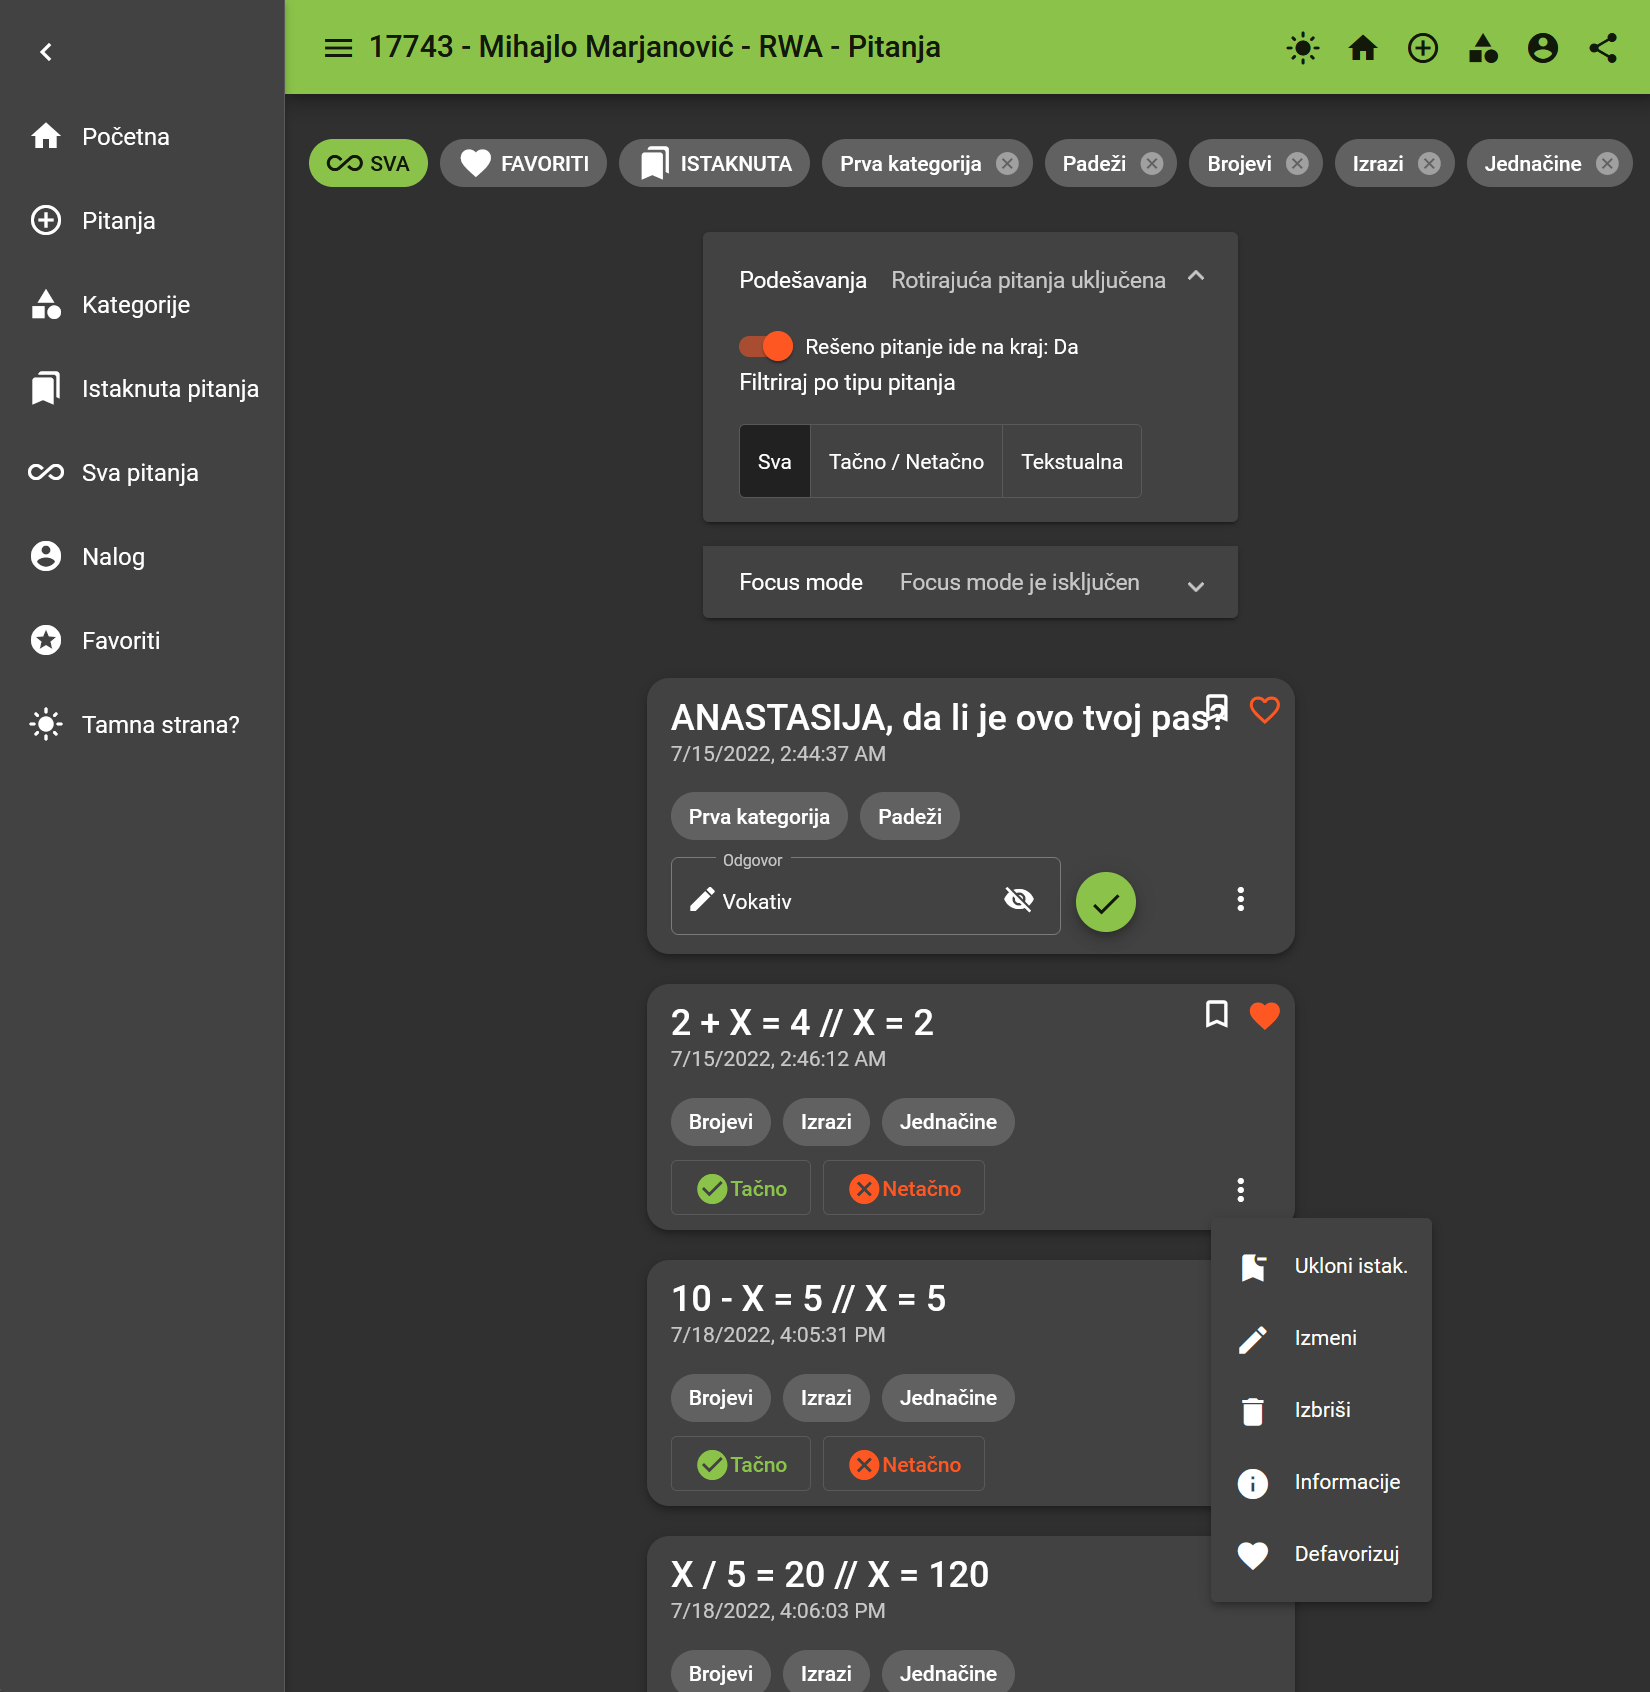 17743 - Mihajlo Marjanović - RWA - Pitanja
Početna
Pitanja
Kategorije
Istaknuta pitanja
Sva pitanja
Nalog
Favoriti
Tamna strana?
SVA FAVORITI ISTAKNUTA Prva kategorija Padeži Brojevi Izrazi Jednačine
Podešavanja Rotirajuća pitanja uključena
Rešeno pitanje ide na kraj: Da
Filtriraj po tipu pitanja
Sva Tačno / Netačno Tekstualna
Focus mode Focus mode je isključen
ANASTASIJA, da li je ovo tvoj pas?
7/15/2022, 2:44:37 AM
Prva kategorija Padeži
Odgovor
Vokativ
2 + X = 4 // X = 2
7/15/2022, 2:46:12 AM
Brojevi Izrazi Jednačine
Tačno Netačno
10 - X = 5 // X = 5
7/18/2022, 4:05:31 PM
Brojevi Izrazi Jednačine
Tačno Netačno
X / 5 = 20 // X = 120
7/18/2022, 4:06:03 PM
Brojevi Izrazi Jednačine
Ukloni istak.
Izmeni
Izbriši
Informacije
Defavorizuj